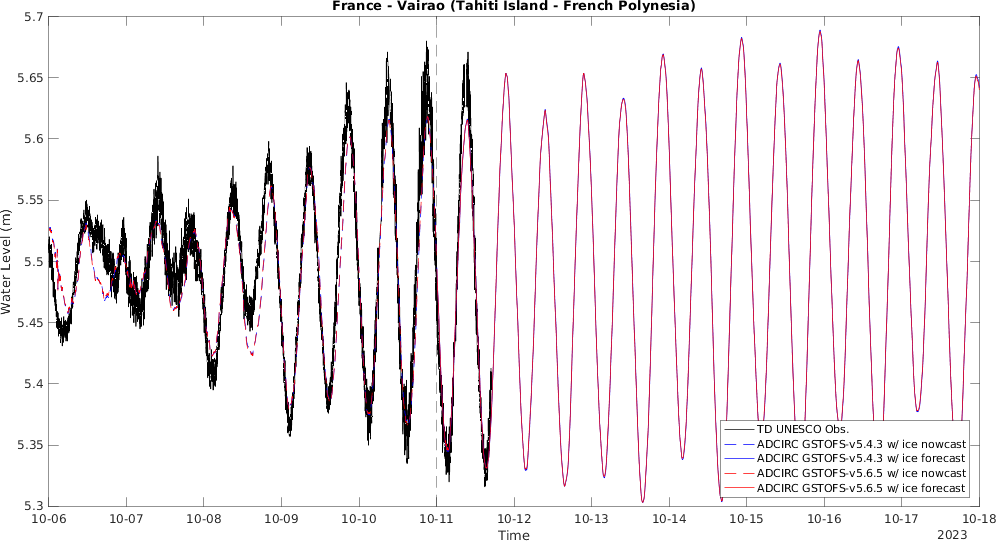 France - Vairao (Tahiti Island - French Polynesia)
5.7
5.65
5.6
5.55
5.5
5.45
5.4
5.35
5.3
Water Level (m)
TD UNESCO Obs.
ADCIRC GSTOFS-v5.4.3 w/ ice nowcast
ADCIRC GSTOFS-v5.4.3 w/ ice forecast
ADCIRC GSTOFS-v5.6.5 w/ ice nowcast
ADCIRC GSTOFS-v5.6.5 w/ ice forecast
10-06 10-07 10-08 10-09 10-10 10-11 10-12 10-13 10-14 10-15 10-16 10-17 10-18
Time
2023